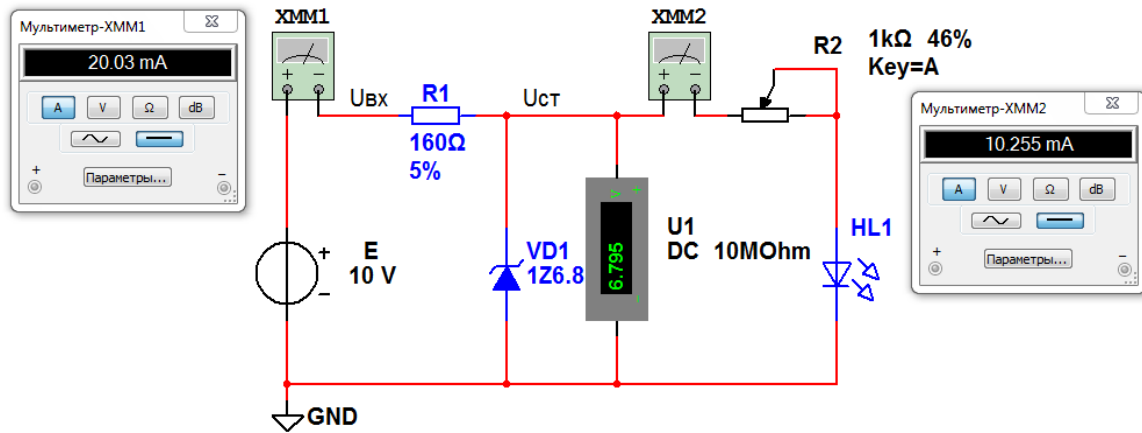 Мультиметр-XMM1
20.03 mA
A V Ω dB
+ −
Параметры...
XMM1
+ −
Uвх
R1
160Ω
5%
Uст
XMM2
+ −
R2
1kΩ 46%
Key=A
Мультиметр-XMM2
10.255 mA
A V Ω dB
+ −
Параметры...
E
10 V
+
−
VD1
1Z6.8
V +
6.795
−
U1
DC 10MOhm
HL1
GND